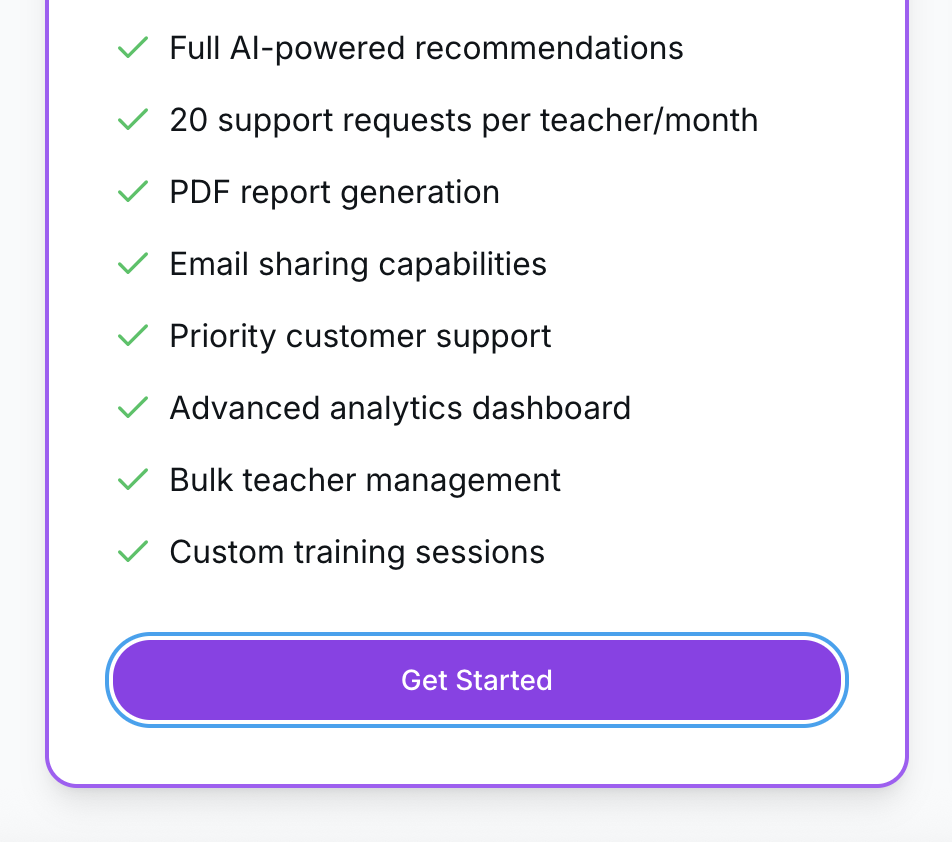 Full AI-powered recommendations
20 support requests per teacher/month
PDF report generation
Email sharing capabilities
Priority customer support
Advanced analytics dashboard
Bulk teacher management
Custom training sessions
Get Started